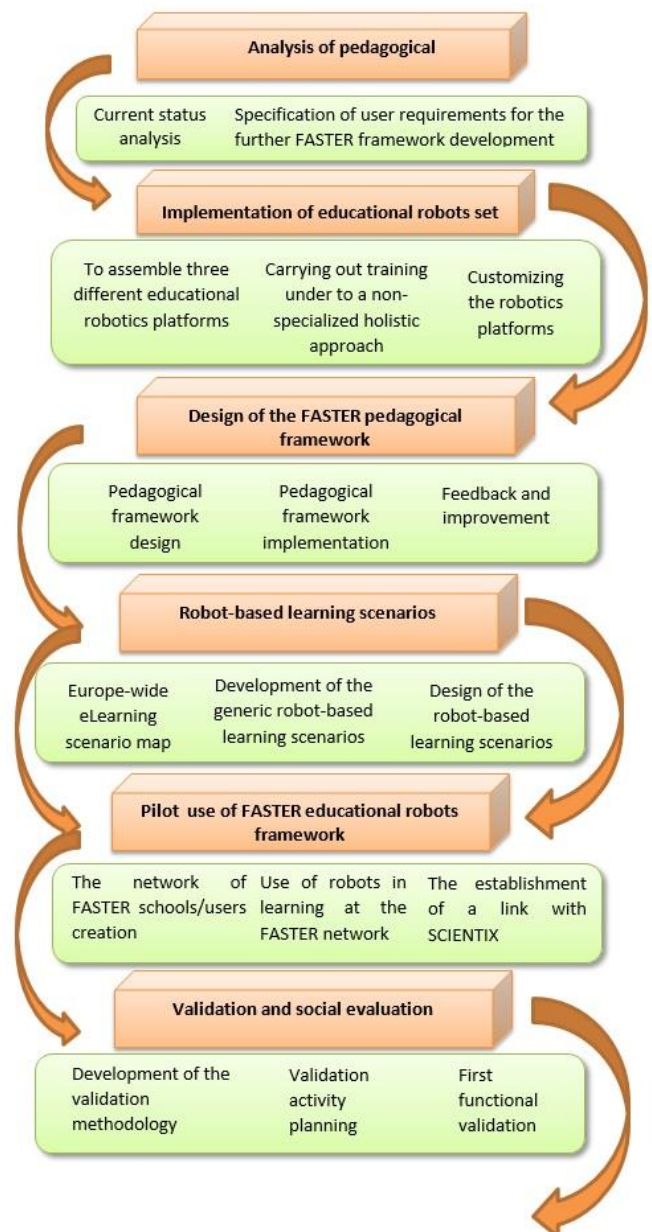 Analysis of pedagogical
Current status
analysis
Specification of user requirements for the
further FASTER framework development
Implementation of educational robots set
To assemble three
different educational
robotics platforms
Carrying out training
under to a non-
specialized holistic
approach
Customizing
the robotics
platforms
Design of the FASTER pedagogical
framework
Pedagogical
framework
design
Pedagogical
framework
implementation
Feedback and
improvement
Robot-based learning scenarios
Europe-wide
eLearning
scenario map
Development of the
generic robot-based
learning scenarios
Design of the
robot-based
learning scenarios
Pilot use of FASTER educational robots
framework
The network of
FASTER schools/users
creation
Use of robots in
learning at the
FASTER network
The establishment
of a link with
SCIENTIX
Validation and social evaluation
Development of the
validation
methodology
Validation
activity
planning
First
functional
validation